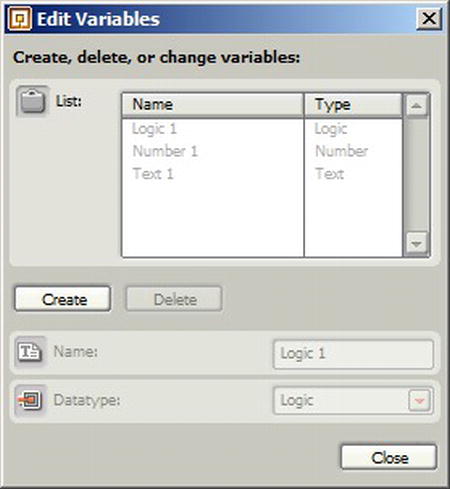 Edit Variables
Create, delete, or change variables:
List:
Name Type
Logic 1 Logic
Number 1 Number
Text 1 Text
Create Delete
Name: Logic 1
Datatype: Logic
Close